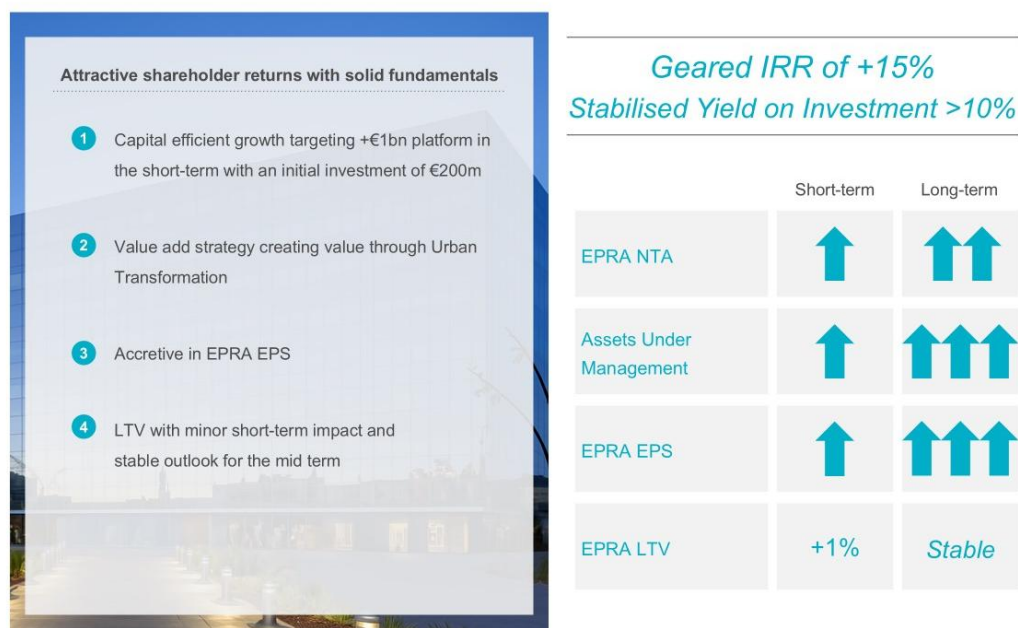 Attractive shareholder returns with solid fundamentals
1
Capital efficient growth targeting +€1bn platform in
the short-term with an initial investment of €200m
2
Value add strategy creating value through Urban
Transformation
3
Accretive in EPRA EPS
4
LTV with minor short-term impact and
stable outlook for the mid term
Geared IRR of +15%
Stabilised Yield on Investment >10%
Short-term Long-term
EPRA NTA
Assets Under
Management
EPRA EPS
EPRA LTV +1% Stable